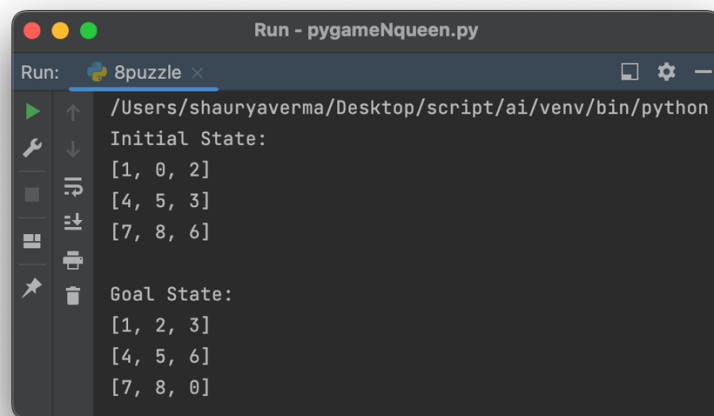 Run - pygameNqueen.py
Run: 8puzzle
/Users/shauryaverma/Desktop/script/ai/venv/bin/python
Initial State:
[1, 0, 2]
[4, 5, 3]
[7, 8, 6]
Goal State:
[1, 2, 3]
[4, 5, 6]
[7, 8, 0]